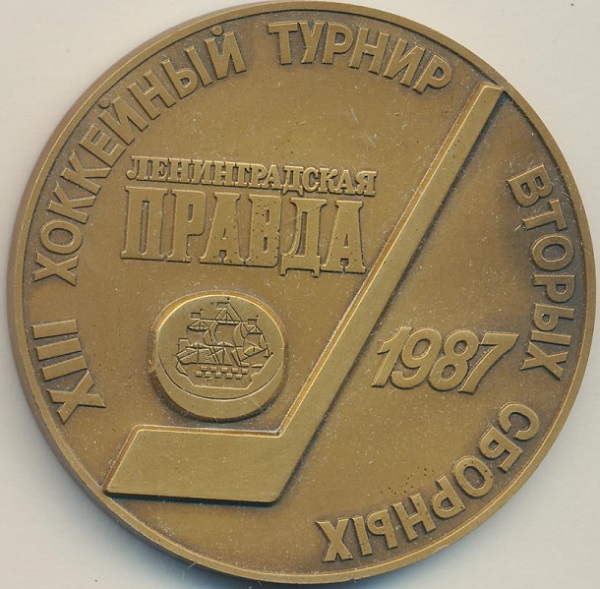 XIII ХОККЕЙНЫЙ ТУРНИР
ВТОРЫХ СБОРНЫХ
ЛЕНИНГРАДСКАЯ
ПРАВДА
1987